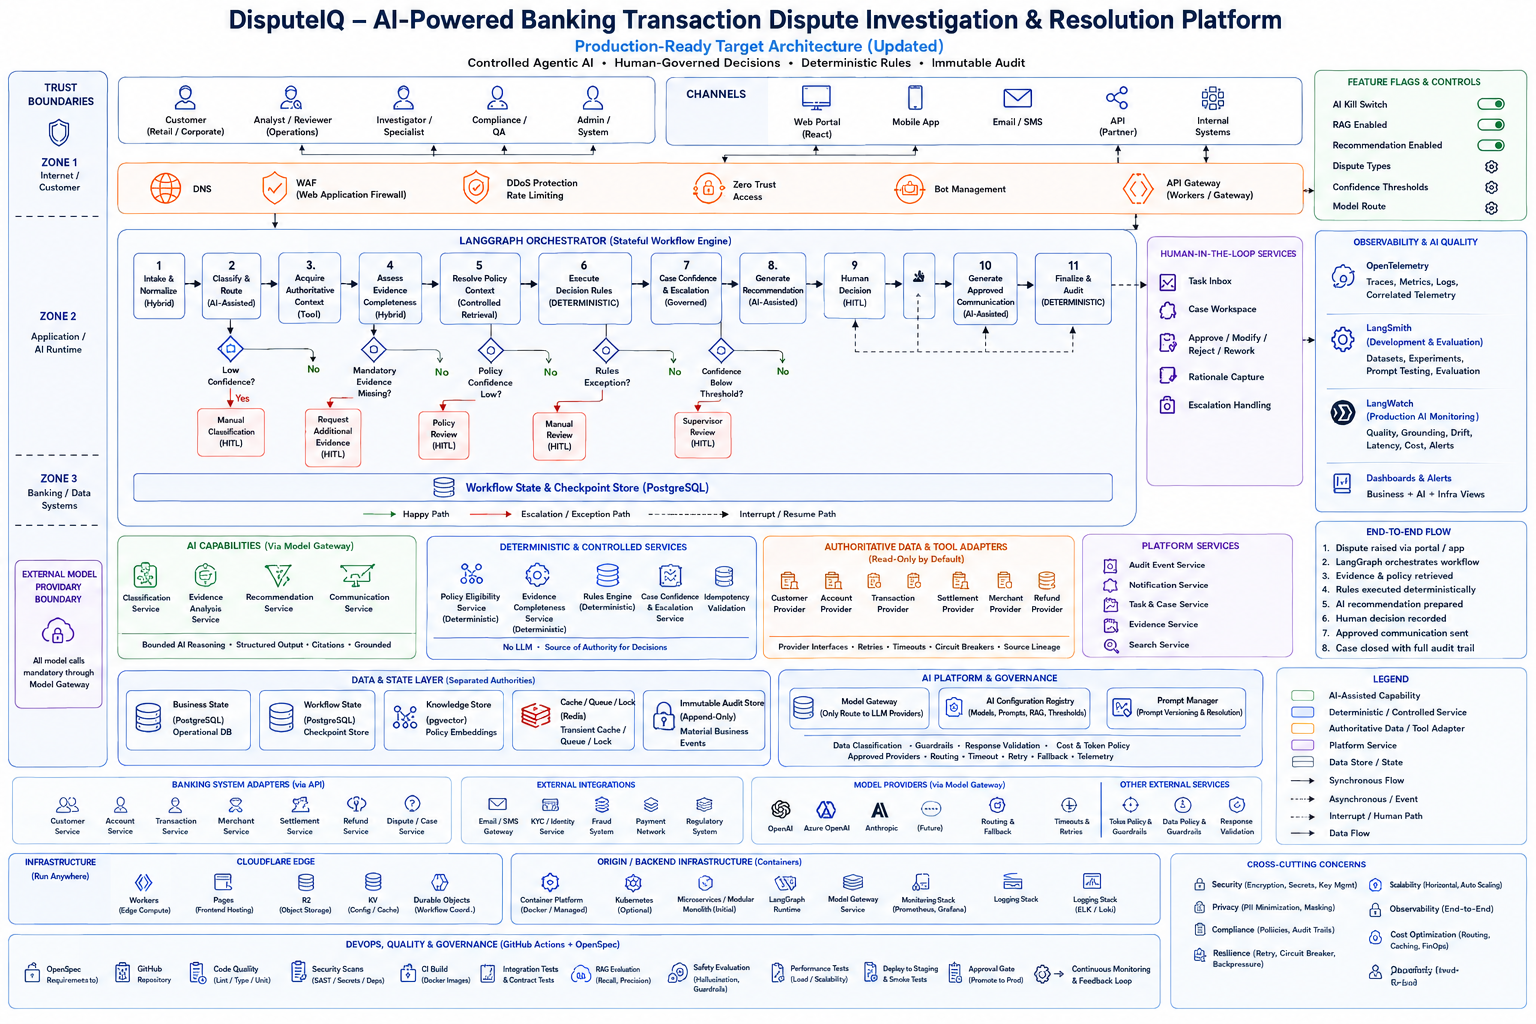 DisputeIQ – AI-Powered Banking Transaction Dispute Investigation & Resolution Platform
Production-Ready Target Architecture (Updated)
Controlled Agentic AI • Human-Governed Decisions • Deterministic Rules • Immutable Audit
TRUST
BOUNDARIES
ZONE 1
Internet /
Customer
ZONE 2
Application /
AI Runtime
ZONE 3
Banking / Data
Systems
EXTERNAL MODEL
PROVIDARY
BOUNDARY
All model calls
mandatory through
Model Gateway
Customer
(Retail / Corporate)
Analyst / Reviewer
(Operations)
Investigator /
Specialist
Compliance /
QA
Admin /
System
CHANNELS
Web Portal
(React)
Mobile App
Email / SMS
API
(Partner)
Internal
Systems
FEATURE FLAGS & CONTROLS
AI Kill Switch
RAG Enabled
Recommendation Enabled
Dispute Types
Confidence Thresholds
Model Route
DNS
WAF
(Web Application Firewall)
DDoS Protection
Rate Limiting
Zero Trust
Access
Bot Management
API Gateway
(Workers / Gateway)
LANGGRAPH ORCHESTRATOR (Stateful Workflow Engine)
1
Intake &
Normalize
(Hybrid)
2
Classify &
Route
(AI-Assisted)
3.
Acquire
Authoritative
Context
(Tool)
4
Assess
Evidence
Completeness
(Hybrid)
5
Resolve Policy
Context
(Controlled
Retrieval)
6
Execute
Decision Rules
(DETERMINISTIC)
7
Case Confidence
& Escalation
(Governed)
8.
Generate
Recommendation
(AI-Assisted)
9
Human
Decision
(HITL)
10
Generate
Approved
Communication
(AI-Assisted)
11
Finalize &
Audit
(DETERMINISTIC)
Low
Confidence?
No
Yes
Manual
Classification
(HITL)
Mandatory
Evidence
Missing?
No
Request
Additional
Evidence
(HITL)
Policy
Confidence
Low?
No
Policy
Review
(HITL)
Rules
Exception?
No
Manual
Review
(HITL)
Confidence
Below
Threshold?
No
Supervisor
Review
(HITL)
Workflow State & Checkpoint Store (PostgreSQL)
Happy Path
Escalation / Exception Path
Interrupt / Resume Path
HUMAN-IN-THE-LOOP SERVICES
Task Inbox
Case Workspace
Approve / Modify /
Reject / Rework
Rationale Capture
Escalation Handling
OBSERVABILITY & AI QUALITY
OpenTelemetry
Traces, Metrics, Logs,
Correlated Telemetry
LangSmith
(Development & Evaluation)
Datasets, Experiments,
Prompt Testing, Evaluation
LangWatch
(Production AI Monitoring)
Quality, Grounding, Drift,
Latency, Cost, Alerts
Dashboards & Alerts
Business + AI + Infra Views
AI CAPABILITIES (Via Model Gateway)
Classification
Service
Evidence
Analysis
Service
Recommendation
Service
Communication
Service
Bounded AI Reasoning • Structured Output • Citations • Grounded
DETERMINISTIC & CONTROLLED SERVICES
Policy Eligibility
Service
(Deterministic)
Evidence
Completeness
Service
(Deterministic)
Rules Engine
(Deterministic)
Case Confidence
& Escalation
Service
Idempotency
Validation
No LLM • Source of Authority for Decisions
AUTHORITATIVE DATA & TOOL ADAPTERS
(Read-Only by Default)
Customer
Provider
Account
Provider
Transaction
Provider
Settlement
Provider
Merchant
Provider
Refund
Provider
Provider Interfaces • Retries • Timeouts • Circuit Breakers • Source Lineage
PLATFORM SERVICES
Audit Event Service
Notification Service
Task & Case Service
Evidence Service
Search Service
END-TO-END FLOW
1. Dispute raised via portal / app
2. LangGraph orchestrates workflow
3. Evidence & policy retrieved
4. Rules executed deterministically
5. AI recommendation prepared
6. Human decision recorded
7. Approved communication sent
8. Case closed with full audit trail
DATA & STATE LAYER (Separated Authorities)
Business State
(PostgreSQL)
Operational DB
Workflow State
(PostgreSQL)
Checkpoint Store
Knowledge Store
(pgvector)
Policy Embeddings
Cache / Queue / Lock
(Redis)
Transient Cache /
Queue / Lock
Immutable Audit Store
(Append-Only)
Material Business
Events
AI PLATFORM & GOVERNANCE
Model Gateway
(Only Route to LLM Providers)
AI Configuration Registry
(Models, Prompts, RAG, Thresholds)
Prompt Manager
(Prompt Versioning & Resolution)
Data Classification • Guardrails • Response Validation • Cost & Token Policy
Approved Providers • Routing • Timeout • Retry • Fallback • Telemetry
LEGEND
AI-Assisted Capability
Deterministic / Controlled Service
Authoritative Data / Tool Adapter
Platform Service
Data Store / State
Synchronous Flow
Asynchronous / Event
Interrupt / Human Path
Data Flow
BANKING SYSTEM ADAPTERS (via API)
Customer
Service
Account
Service
Transaction
Service
Merchant
Service
Settlement
Service
Refund
Service
Dispute / Case
Service
EXTERNAL INTEGRATIONS
Email / SMS
Gateway
KYC / Identity
Service
Fraud
System
Payment
Network
Regulatory
System
MODEL PROVIDERS (via Model Gateway)
OpenAI
Azure OpenAI
Anthropic
(Future)
Routing &
Fallback
Timeouts &
Retries
OTHER EXTERNAL SERVICES
Token Policy &
Guardrails
Data Policy &
Guardrails
Response
Validation
INFRASTRUCTURE
(Run Anywhere)
CLOUDFLARE EDGE
Workers
(Edge Compute)
Pages
(Frontend Hosting)
R2
(Object Storage)
KV
(Config / Cache)
Durable Objects
(Workflow Coord.)
ORIGIN / BACKEND INFRASTRUCTURE (Containers)
Container Platform
(Docker / Managed)
Kubernetes
(Optional)
Microservices / Modular
Monolith (Initial)
LangGraph
Runtime
Model Gateway
Service
Monitoring Stack
(Prometheus, Grafana)
Logging Stack
Logging Stack
(ELK / Loki)
CROSS-CUTTING CONCERNS
Security (Encryption, Secrets, Key Mgmt)
Privacy (PII Minimization, Masking)
Compliance (Policies, Audit Trails)
Resilience (Retry, Circuit Breaker,
Backpressure)
Scalability (Horizontal, Auto Scaling)
Observability (End-to-End)
Cost Optimization (Routing,
Caching, FinOps)
DEVOPS, QUALITY & GOVERNANCE (GitHub Actions + OpenSpec)
OpenSpec
GitHub
Repository
Code Quality
(Lint / Type / Unit)
Security Scans
(SAST / Secrets / Deps)
CI Build
(Docker Images)
Integration Tests
& Contract Tests
RAG Evaluation
(Recall, Precision)
Safety Evaluation
(Hallucination,
Guardrails)
Performance Tests
(Load / Scalability)
Deploy to Staging
& Smoke Tests
Approval Gate
(Promote to Prod)
Continuous Monitoring
& Feedback Loop